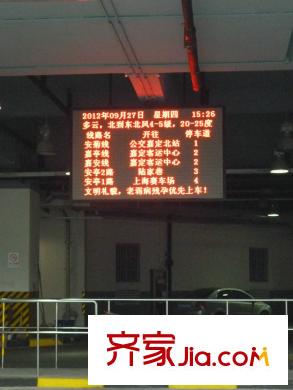 2012年09月27日 星期四 15:26
多云，北到东北风4-5级，20-25度
线路名 开往 停车道
安菊线 公交嘉定北站 1
嘉亭线 嘉定客运中心 2
嘉安线 嘉定客运中心 2
安亭2路 陆家巷 3
安亭1路 上海赛车场 4
文明礼貌，老弱病残孕优先上车！
齐家Jia.com